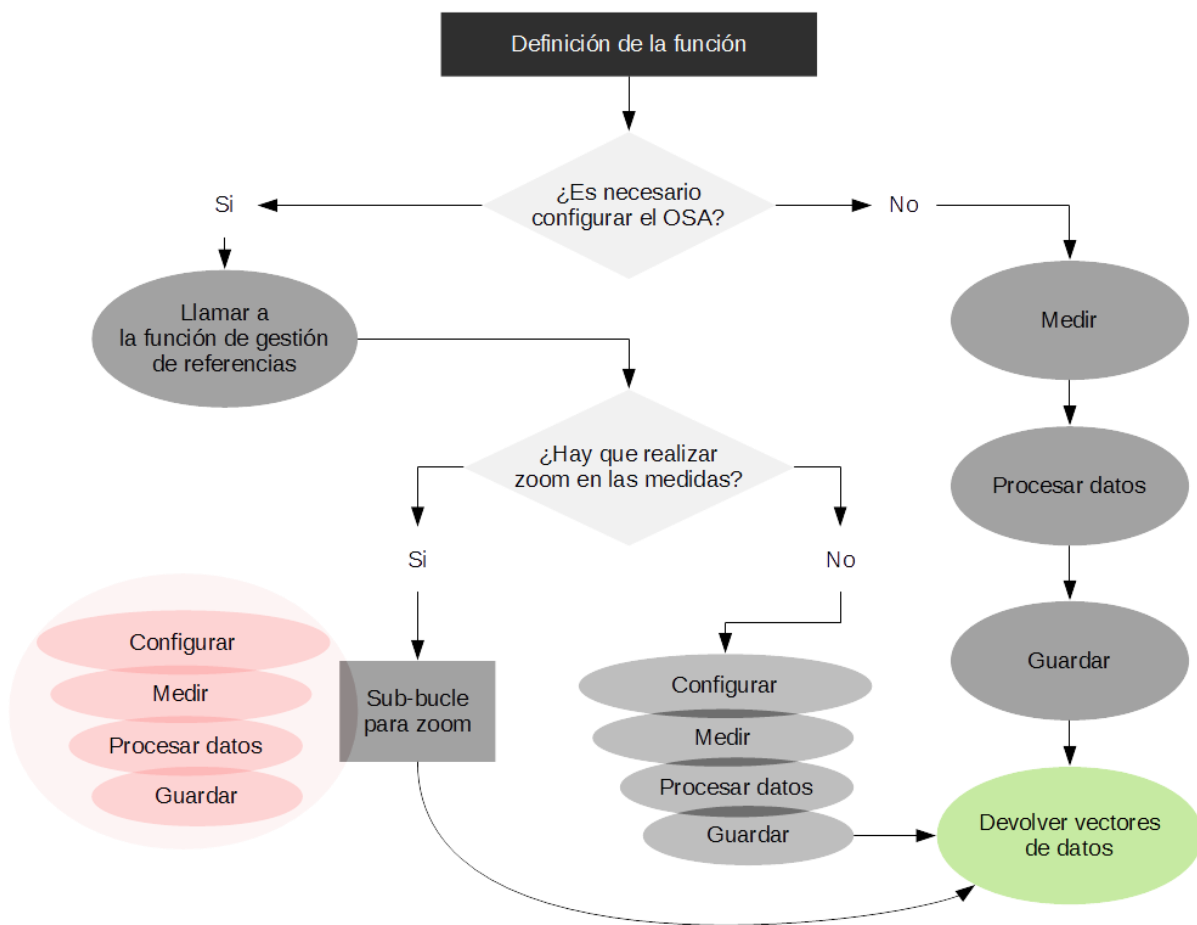 Definición de la función
¿Es necesario
configurar el OSA?
Si
No
Llamar a
la función de gestión
de referencias
Medir
¿Hay que realizar
zoom en las medidas?
Procesar datos
Si
No
Configurar
Medir
Procesar datos
Guardar
Sub-bucle
para zoom
Configurar
Medir
Procesar datos
Guardar
Guardar
Devolver vectores
de datos